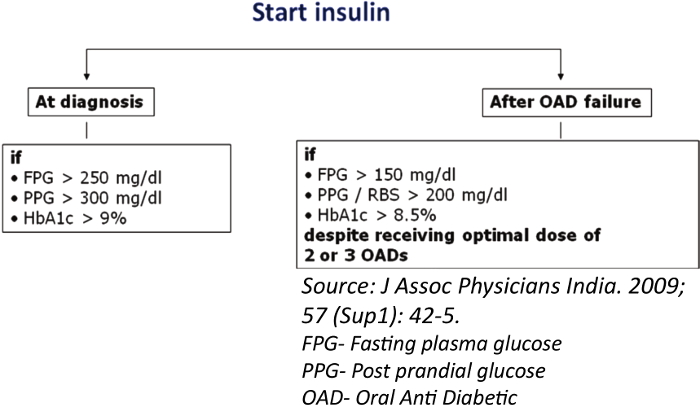 Start insulin
At diagnosis
if
• FPG > 250 mg/dl
• PPG > 300 mg/dl
• HbA1c > 9%
After OAD failure
if
• FPG > 150 mg/dl
• PPG / RBS > 200 mg/dl
• HbA1c > 8.5%
despite receiving optimal dose of
2 or 3 OADs
Source: J Assoc Physicians India. 2009;
57 (Sup1): 42-5.
FPG- Fasting plasma glucose
PPG- Post prandial glucose
OAD- Oral Anti Diabetic